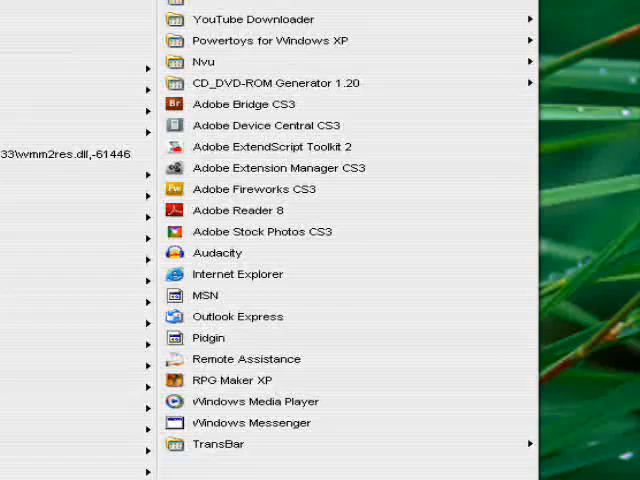 YouTube Downloader
Powertoys for Windows XP
Nvu
CD_DVD-ROM Generator 1.20
Br Adobe Bridge CS3
Adobe Device Central CS3
33\wmm2res.dll,-61446
Adobe ExtendScript Toolkit 2
Adobe Extension Manager CS3
Fw Adobe Fireworks CS3
Adobe Reader 8
Adobe Stock Photos CS3
Audacity
Internet Explorer
MSN
Outlook Express
Pidgin
Remote Assistance
RPG Maker XP
Windows Media Player
Windows Messenger
TransBar